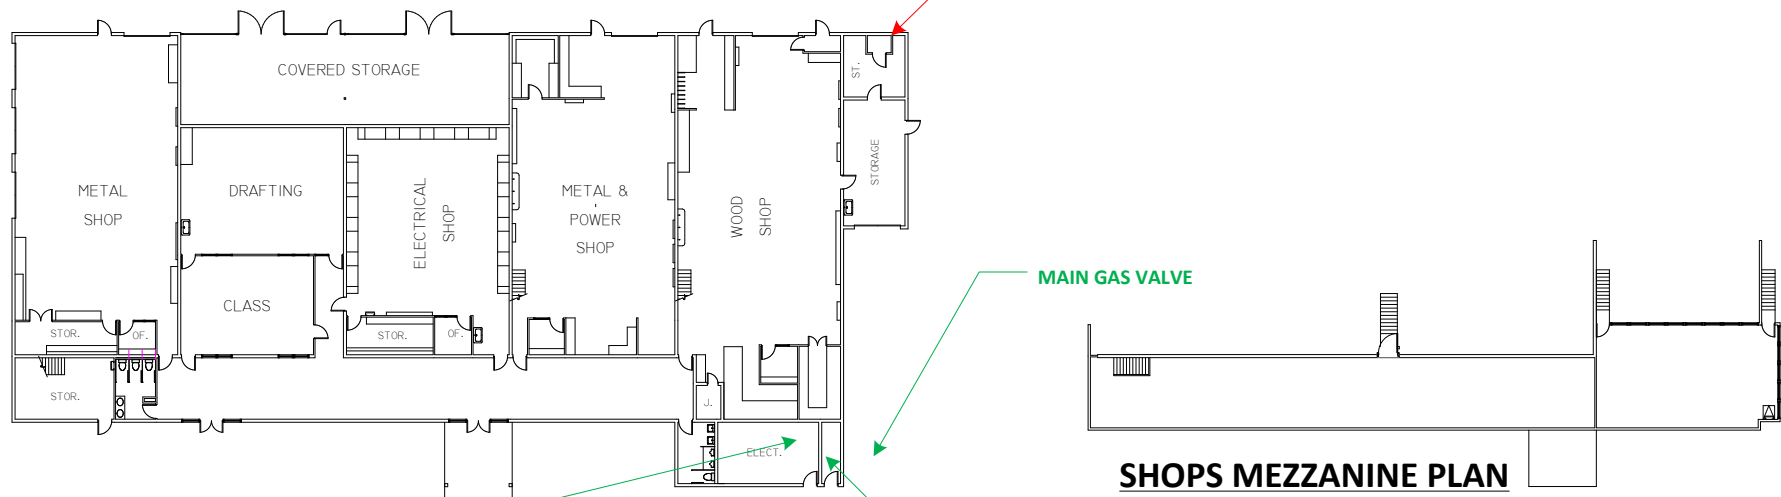 COVERED STORAGE
ST.
STORAGE
METAL
SHOP
DRAFTING
ELECTRICAL
SHOP
METAL &
POWER
SHOP
WOOD
SHOP
CLASS
STOR.
OF.
STOR.
OF.
STOR.
J.
ELECT.
MAIN GAS VALVE
SHOPS MEZZANINE PLAN